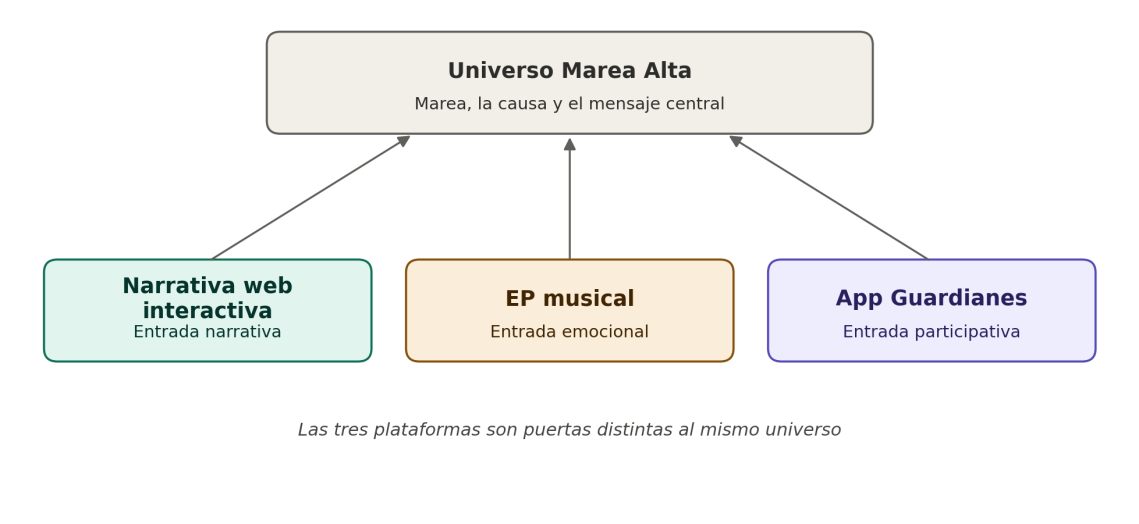 Universo Marea Alta
Marea, la causa y el mensaje central
Narrativa web
interactiva
Entrada narrativa
EP musical
Entrada emocional
App Guardianes
Entrada participativa
Las tres plataformas son puertas distintas al mismo universo